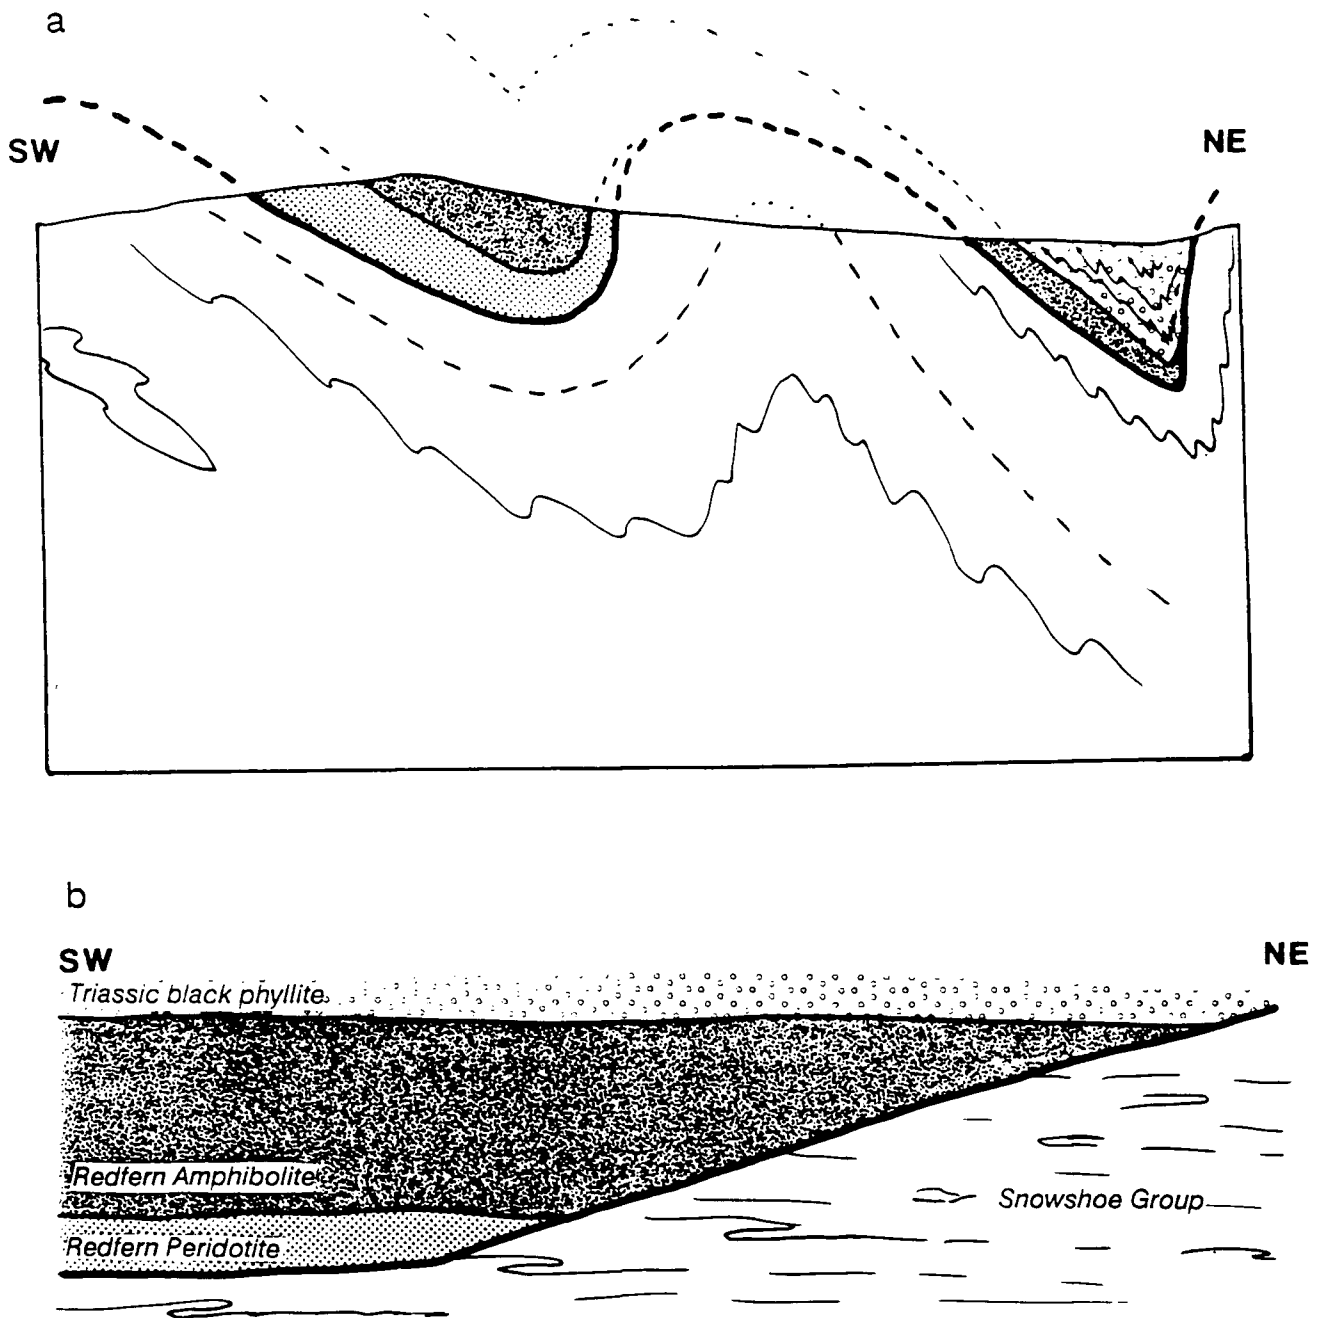 a
SW
NE
b
SW
NE
Triassic black phyllite
Redfern Amphibolite
Snowshoe Group
Redfern Peridotite